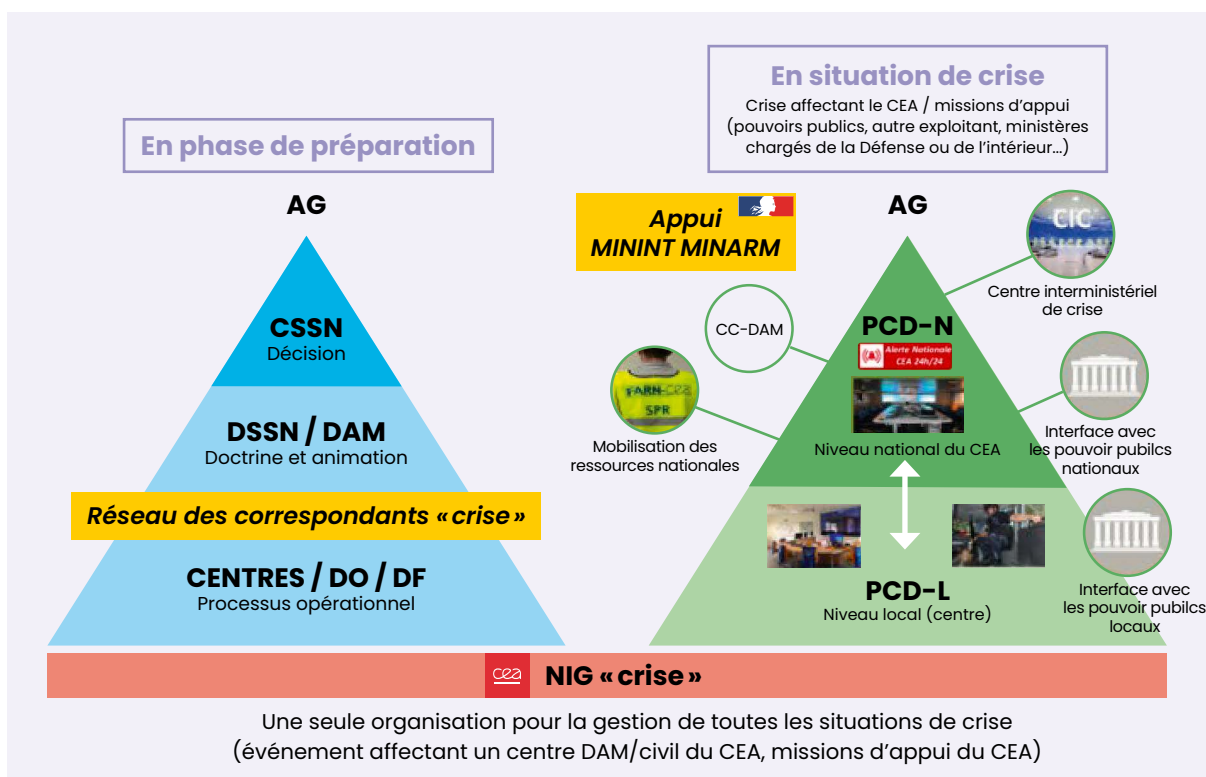 En phase de préparation
AG
CSSN
Décision
DSSN / DAM
Doctrine et animation
Réseau des correspondants « crise »
CENTRES / DO / DF
Processus opérationnel
En situation de crise
Crise affectant le CEA / missions d'appui
(pouvoirs publics, autre exploitant, ministères
chargés de la Défense ou de l'intérieur...)
Appui
MININT MINARM
AG
CIC
Centre interministériel
de crise
CC-DAM
PCD-N
Alerte Nationale
CEA 24h/24
FARN-cea
SPR
Mobilisation des
ressources nationales
Niveau national du CEA
Interface avec
les pouvoir pubilcs
nationaux
PCD-L
Niveau local (centre)
Interface avec
les pouvoir pubilcs
locaux
cea NIG « crise »
Une seule organisation pour la gestion de toutes les situations de crise
(événement affectant un centre DAM/civil du CEA, missions d'appui du CEA)